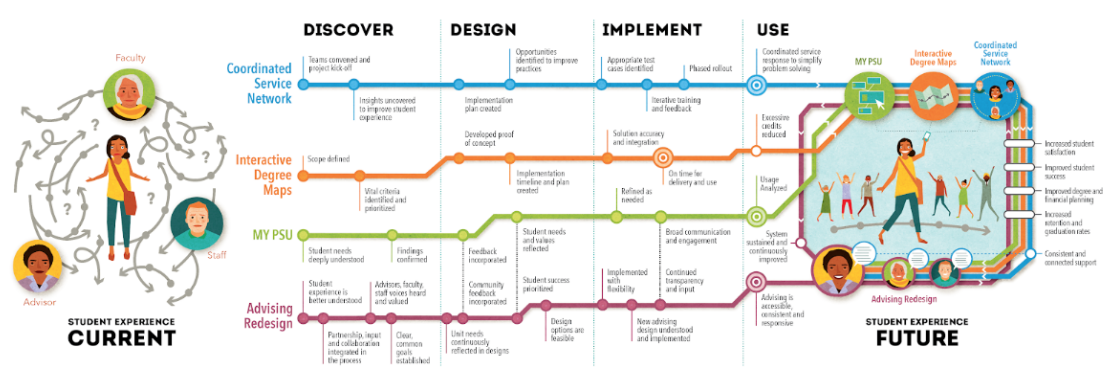 DISCOVER
DESIGN
IMPLEMENT
USE
Faculty
Staff
Advisor
?
?
?
?
STUDENT EXPERIENCE
CURRENT
Coordinated
Service
Network
Teams convened and
project kick-off
Insights uncovered
to improve student
experience
Implementation
plan created
Opportunities
identified to improve
practices
Appropriate test
cases identified
Iterative training
and feedback
Phased rollout
Coordinated service
response to simplify
problem solving
Interactive
Degree Maps
Scope defined
Vital criteria
identified and
prioritized
Developed proof
of concept
Implementation
timeline and plan
created
Solution accuracy
and integration
On time for
delivery and use
Excessive
credits
reduced
MY PSU
Student needs
deeply understood
Findings
confirmed
Feedback
incorporated
Student needs
and values
reflected
Refined as
needed
Broad communication
and engagement
Usage
Analyzed
System
sustained and
continuously
improved
Advising
Redesign
Student
experience is
better understood
Partnership, input
and collaboration
integrated in
the process
Advisors, faculty,
staff voices heard
and valued
Clear,
common
goals
established
Community
feedback
incorporated
Unit needs
continuously
reflected in designs
Student success
prioritized
Design
options are
feasible
Implemented
with
flexibility
New advising
design understood
and implemented
Continued
transparency
and input
Advising is
accessible,
consistent and
responsive
MY PSU
Interactive
Degree Maps
Coordinated
Service
Network
Increased student
satisfaction
Improved student
success
Improved degree and
financial planning
Increased
retention and
graduation rates
Consistent and
connected support
Advising Redesign
STUDENT EXPERIENCE
FUTURE